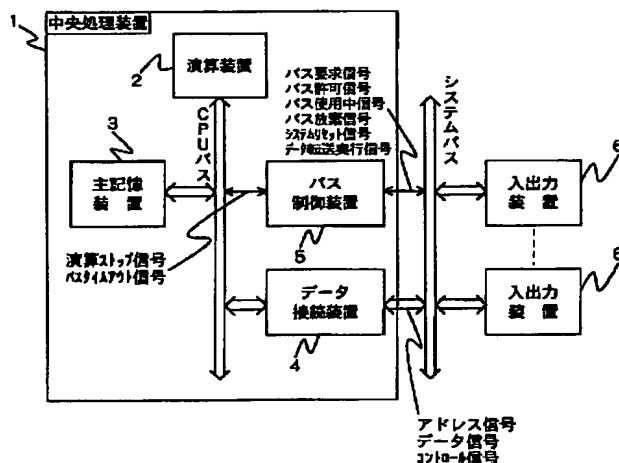 1
中央処理装置
2
演算装置
CPUバス
3
主記憶
装置
バス要求信号
バス許可信号
バス使用中信号
バス放棄信号
システムリセット信号
データ転送実行信号
システムバス
バス
制御装置
5
演算ストップ信号
バスタイムアウト信号
データ
接続装置
4
入出力
装置
6
入出力
装置
6
アドレス信号
データ信号
コントロール信号